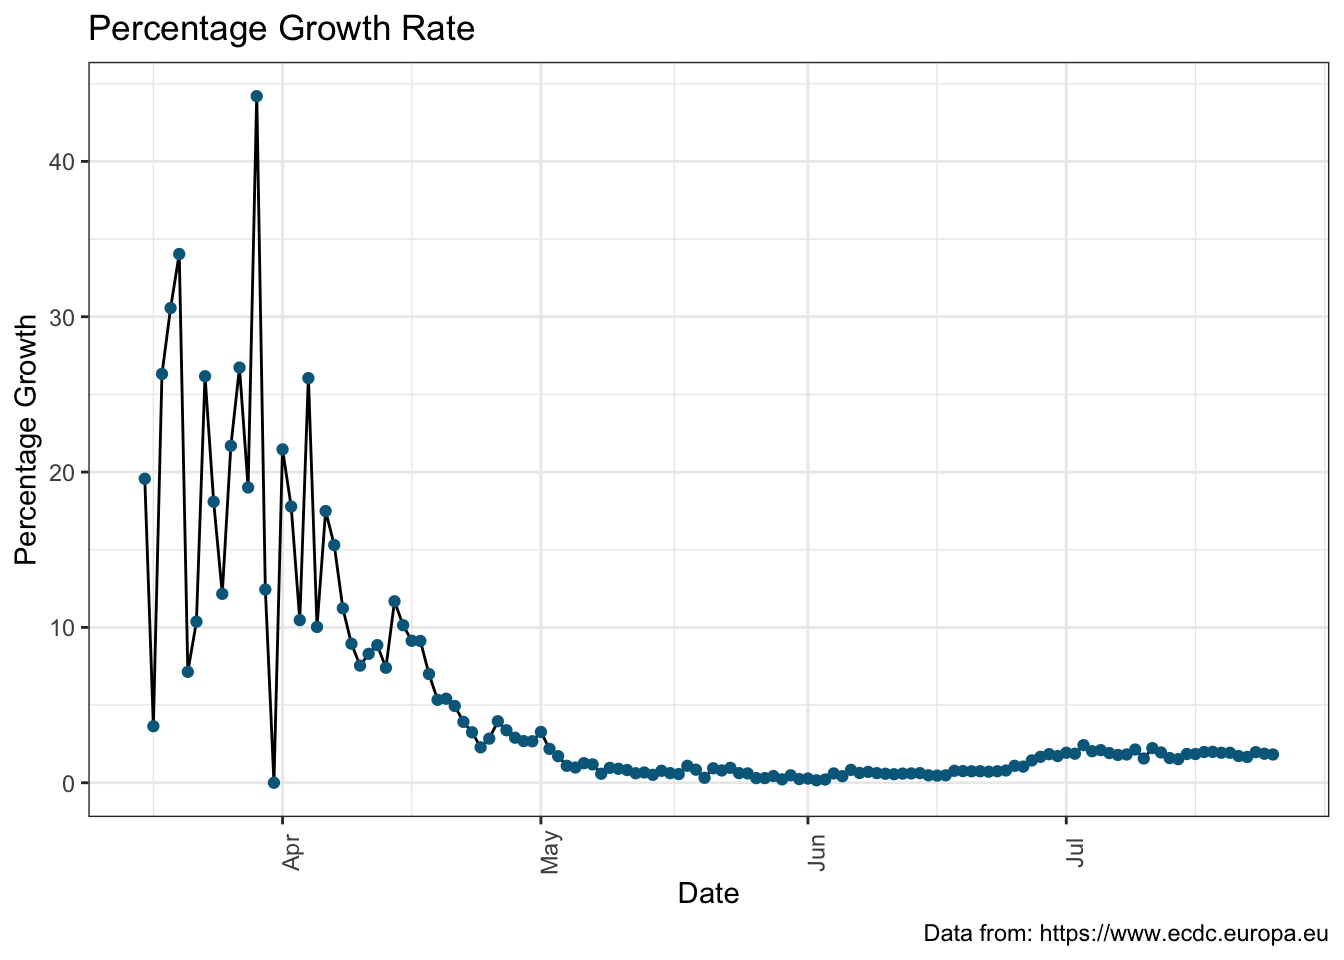 Percentage Growth Rate
Percentage Growth
40
30
20
10
0
Apr
May
Jun
Jul
Date
Data from: https://www.ecdc.europa.eu